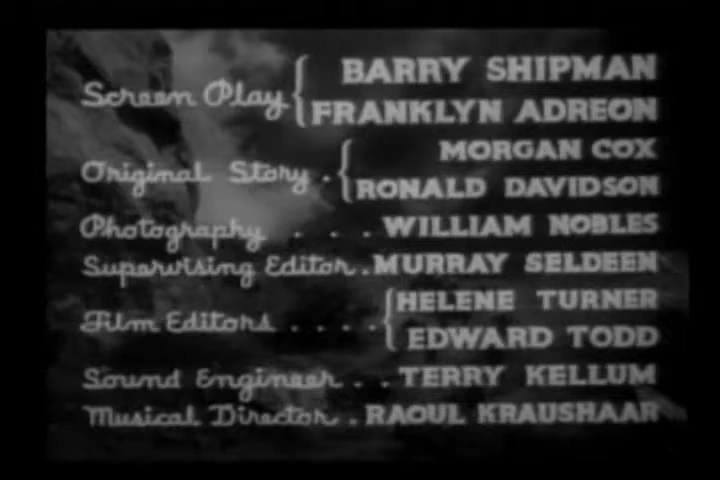 Screen Play { BARRY SHIPMAN
FRANKLYN ADREON
Original Story . { MORGAN COX
RONALD DAVIDSON
Photography . . . WILLIAM NOBLES
Supervising Editor . MURRAY SELDEEN
Film Editors . . . . { HELENE TURNER
EDWARD TODD
Sound Engineer . . TERRY KELLUM
Musical Director . RAOUL KRAUSHAAR